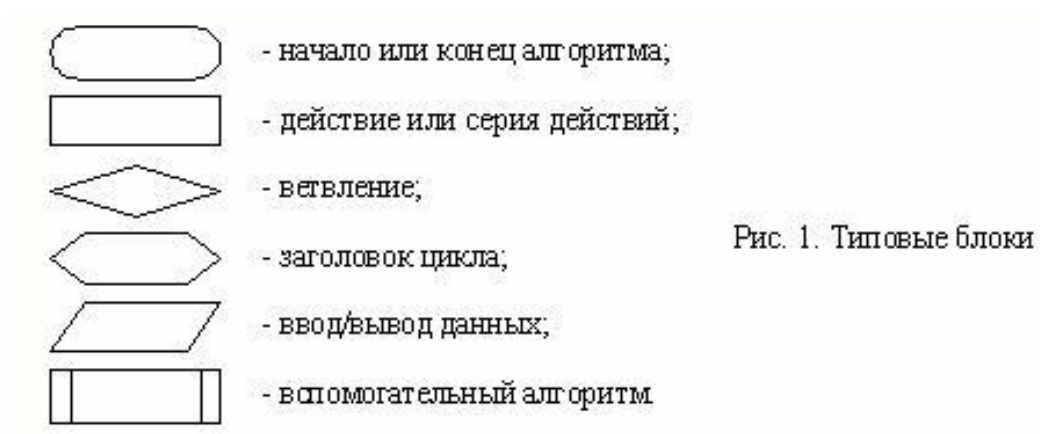 - начало или конец алгоритма;
- действие или серия действий;
- ветвление;
- заголовок цикла;
Рис. 1. Типовые блоки
- ввод/вывод данных;
- вспомогательный алгоритм